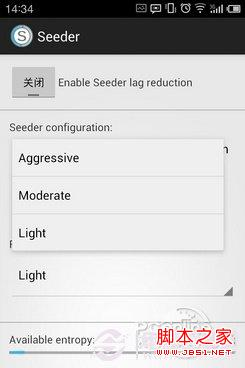 14:34
Seeder
关闭 Enable Seeder lag reduction
Seeder configuration:
n
Aggressive
Moderate
Light
Light
Available entropy:
脚本之家
www.jb51.net